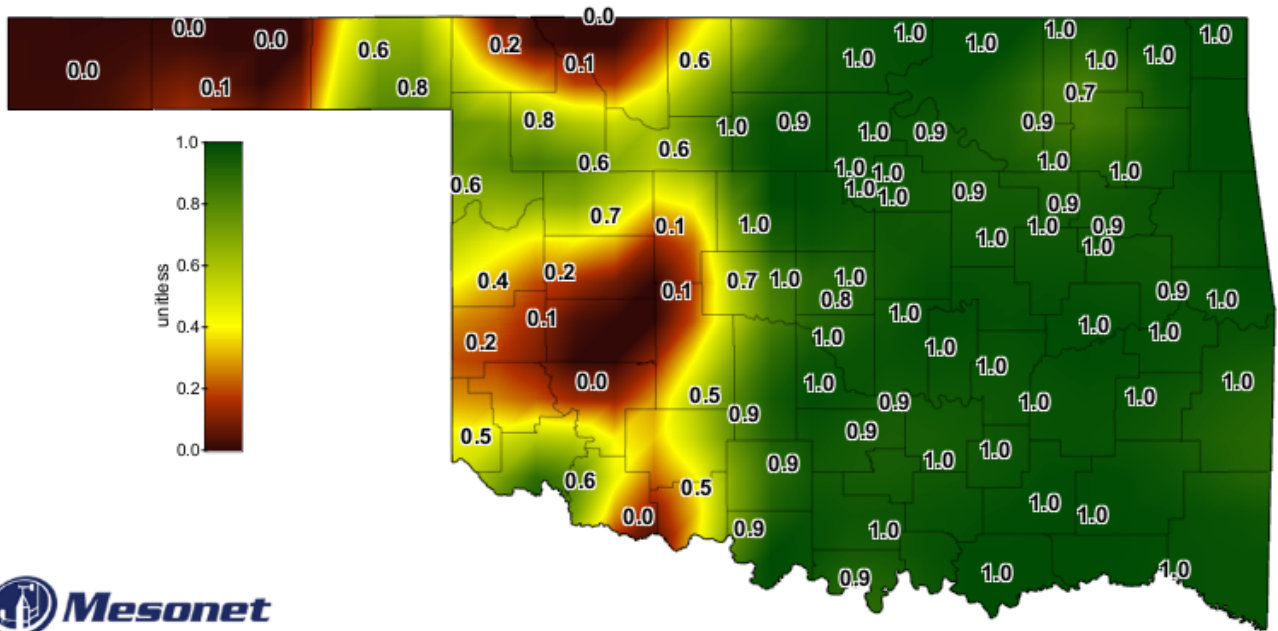 0.0
0.0 0.2 1.0 1.0 1.0
0.0 0.6 0.1 0.6 1.0 1.0 1.0 1.0
0.0 0.1 0.8 0.7
0.8 1.0 0.9 1.0 0.9 0.9
1.0
0.6 0.6 1.0 1.0 1.0 1.0
0.8 0.6 1.0 1.0 0.9
0.7 0.1 1.0 0.9 1.0 0.9
1.0 1.0
0.6 0.4 0.2 0.1 0.7 1.0 1.0 0.8 0.9 1.0
unitless
0.4 0.2 0.1 1.0 1.0 1.0 1.0 1.0
0.2 0.0 0.5 1.0 1.0 1.0 1.0
0.9 0.9 1.0
0.0 0.5 0.9 1.0 1.0
0.6 0.5 0.9
0.0 0.9 1.0 1.0 1.0
0.9 1.0 1.0
Mesonet